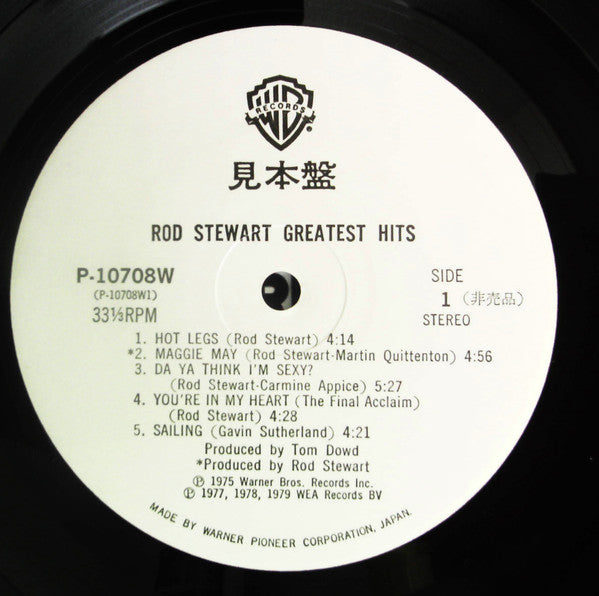 WB
RECORDS
®
見本盤
ROD STEWART GREATEST HITS
P-10708W
(P-10708W1)
33⅓RPM
SIDE
1 (非売品)
STEREO
1. HOT LEGS (Rod Stewart) 4:14
*2. MAGGIE MAY (Rod Stewart-Martin Quittenton) 4:56
3. DA YA THINK I'M SEXY?
(Rod Stewart-Carmine Appice) 5:27
4. YOU'RE IN MY HEART (The Final Acclaim)
(Rod Stewart) 4:28
5. SAILING (Gavin Sutherland) 4:21
Produced by Tom Dowd
*Produced by Rod Stewart
℗ 1975 Warner Bros. Records Inc.
℗ 1977, 1978, 1979 WEA Records BV
MADE BY WARNER PIONEER CORPORATION, JAPAN.